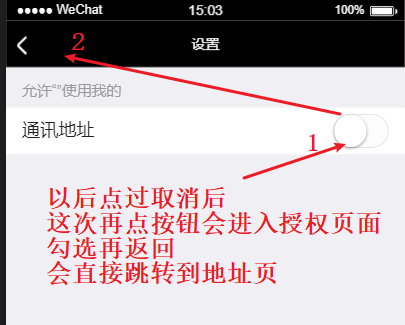 ●●●●● WeChat 15:03 100%
2 设置
允许“”使用我的
通讯地址
1
以后点过取消后
这次再点按钮会进入授权页面
勾选再返回
会直接跳转到地址页